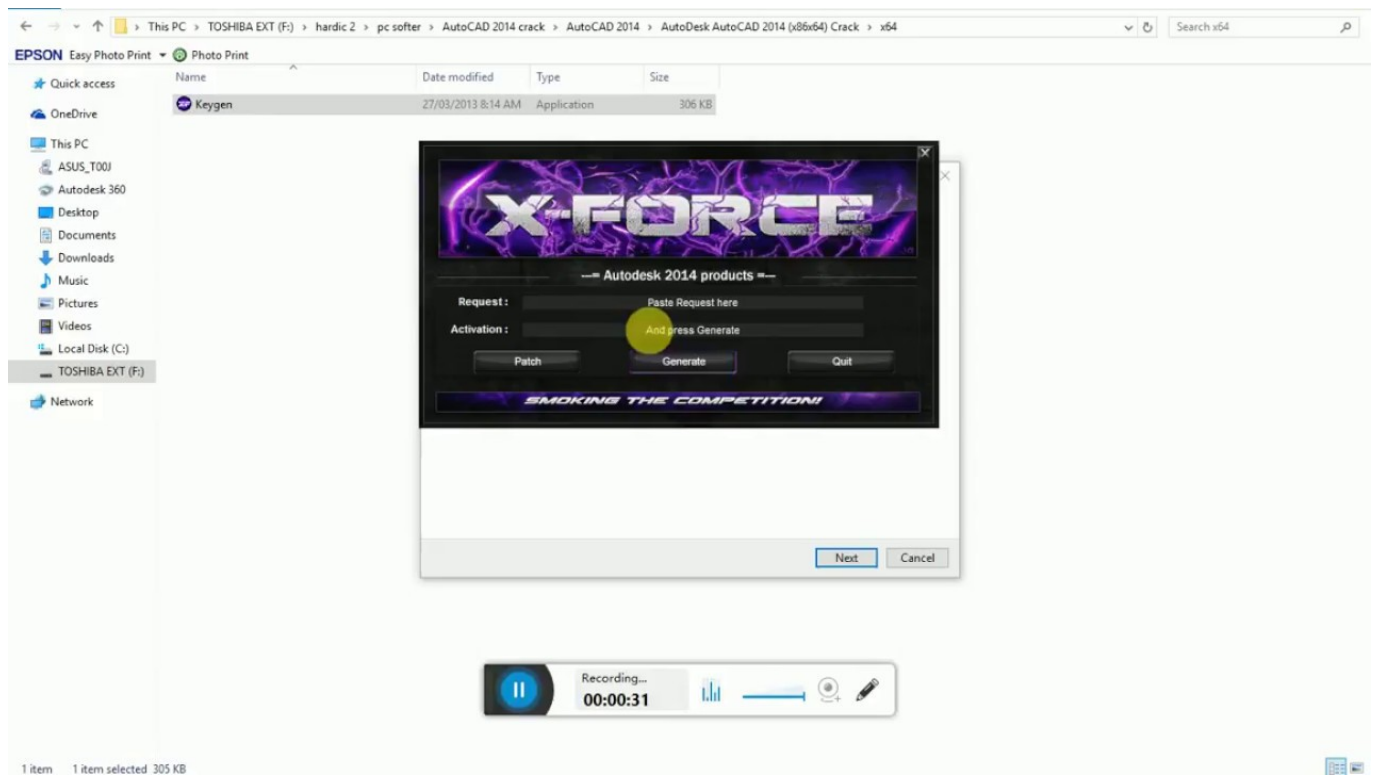 This PC > TOSHIBA EXT (F:) > hardic 2 > pc softer > AutoCAD 2014 crack > AutoCAD 2014 > AutoDesk AutoCAD 2014 (x86x64) Crack > x64
Search x64
EPSON Easy Photo Print Photo Print
Name Date modified Type Size
Keygen 27/03/2013 8:14 AM Application 306 KB
Quick access
OneDrive
This PC
ASUS_T00J
Autodesk 360
Desktop
Documents
Downloads
Music
Pictures
Videos
Local Disk (C:)
TOSHIBA EXT (F:)
Network
X-FORCE
---= Autodesk 2014 products =---
Request : Paste Request here
Activation : And press Generate
Patch Generate Quit
SMOKING THE COMPETITION!
Next Cancel
Recording...
00:00:31
1 item 1 item selected 305 KB